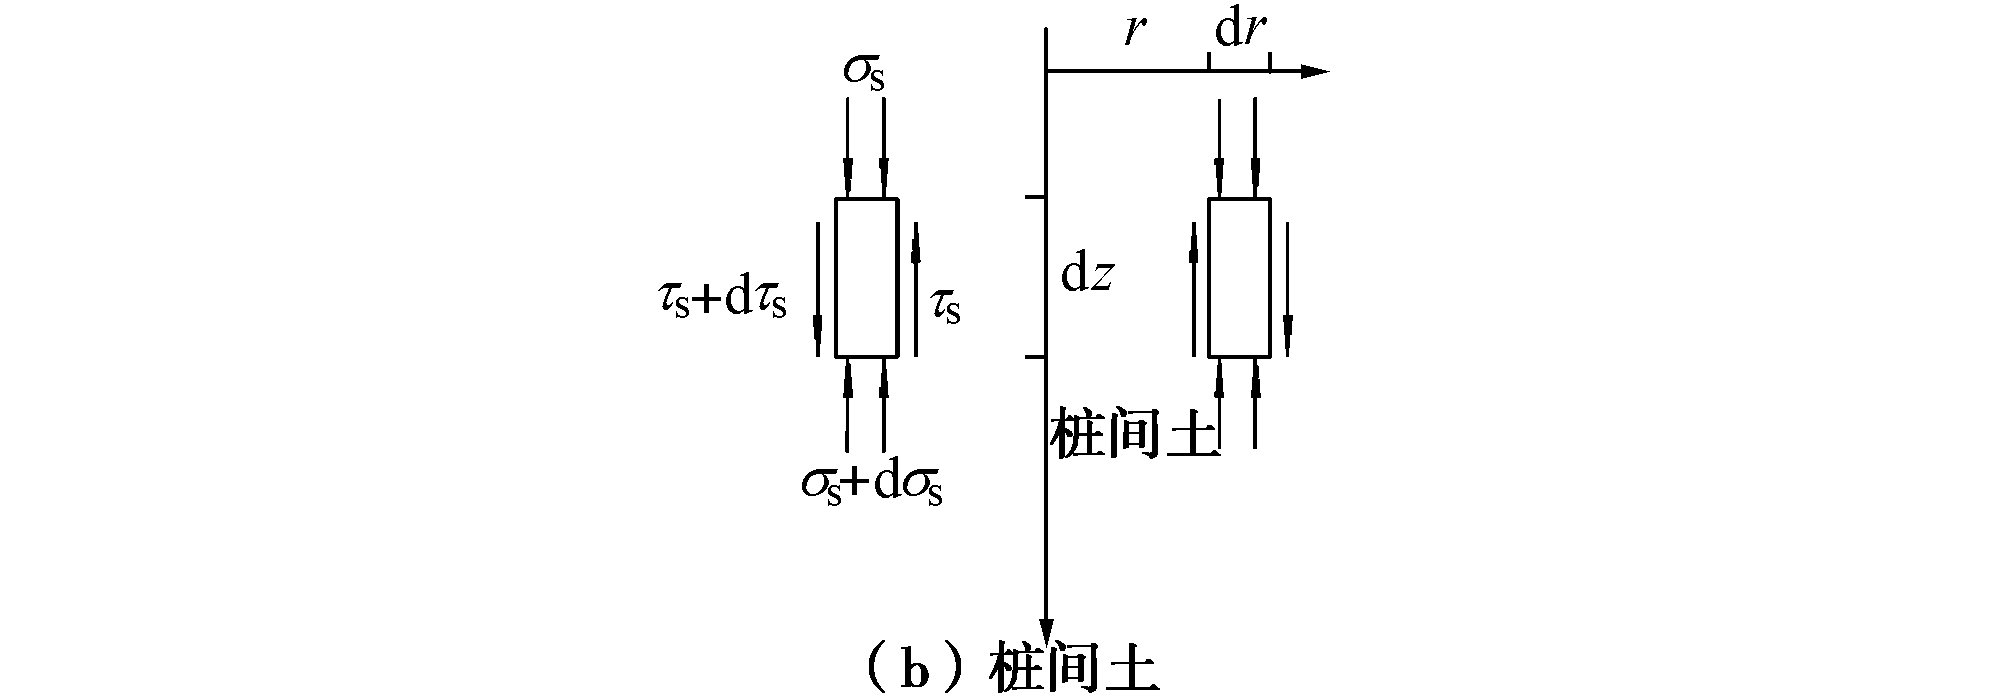 r
dr
σs
dz
τs+dτs
τs
桩间土
σs+dσs
（b）桩间土